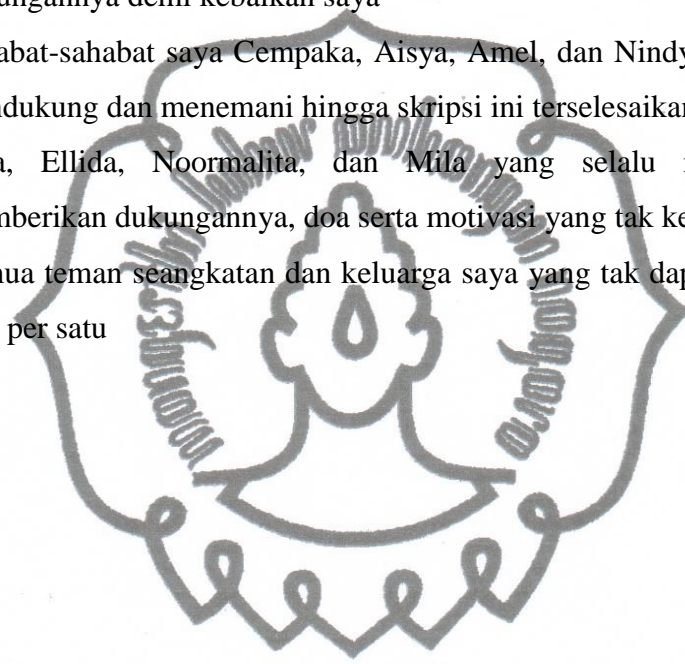 ungannya demi kebaikan saya
abat-sahabat saya Cempaka, Aisya, Amel, dan Nindy
ndukung dan menemani hingga skripsi ini terselesaikan
a, Ellida, Noormalita, dan Mila yang selalu
mberikan dukungannya, doa serta motivasi yang tak ke
nua teman seangkatan dan keluarga saya yang tak dap
per satu